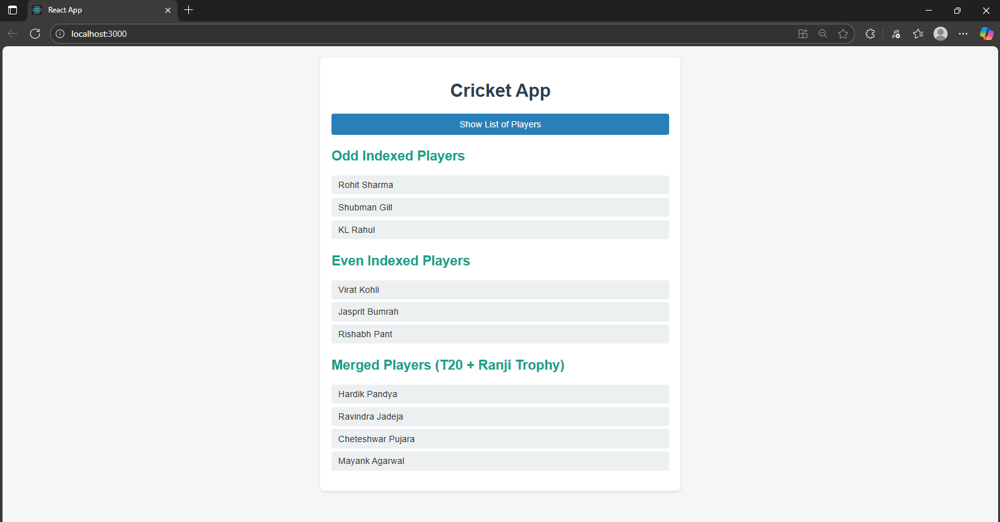 React App
localhost:3000
Cricket App
Show List of Players
Odd Indexed Players
Rohit Sharma
Shubman Gill
KL Rahul
Even Indexed Players
Virat Kohli
Jasprit Bumrah
Rishabh Pant
Merged Players (T20 + Ranji Trophy)
Hardik Pandya
Ravindra Jadeja
Cheteshwar Pujara
Mayank Agarwal